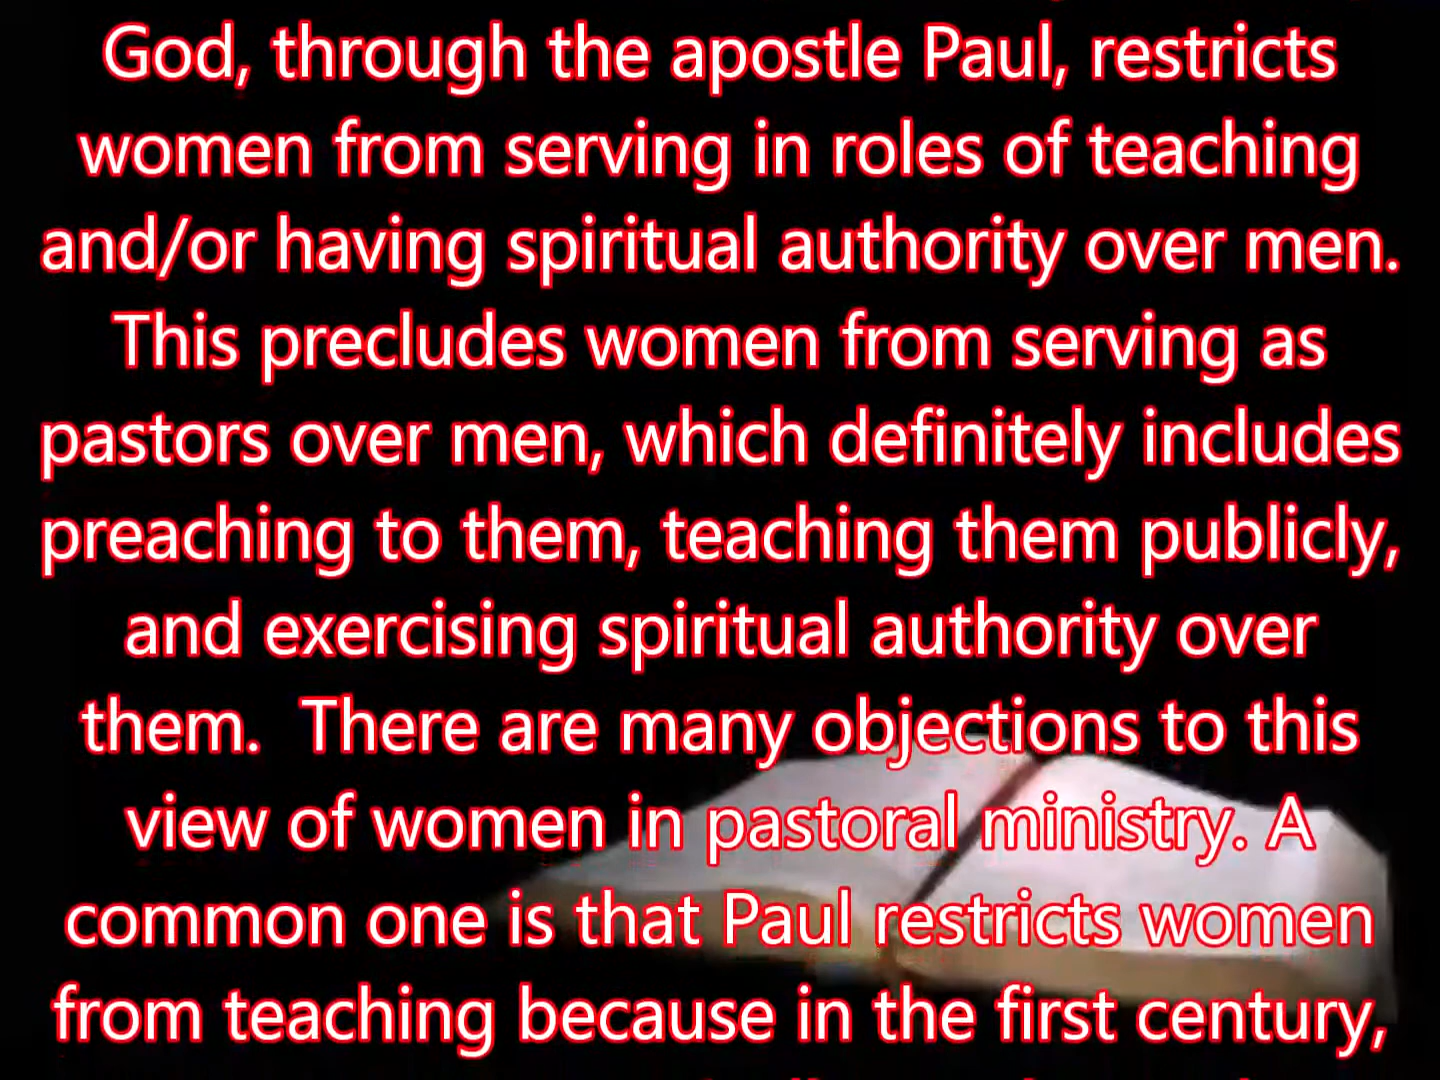 God, through the apostle Paul, restricts
women from serving in roles of teaching
and/or having spiritual authority over men.
This precludes women from serving as
pastors over men, which definitely includes
preaching to them, teaching them publicly,
and exercising spiritual authority over
them.  There are many objections to this
view of women in pastoral ministry. A
common one is that Paul restricts women
from teaching because in the first century,